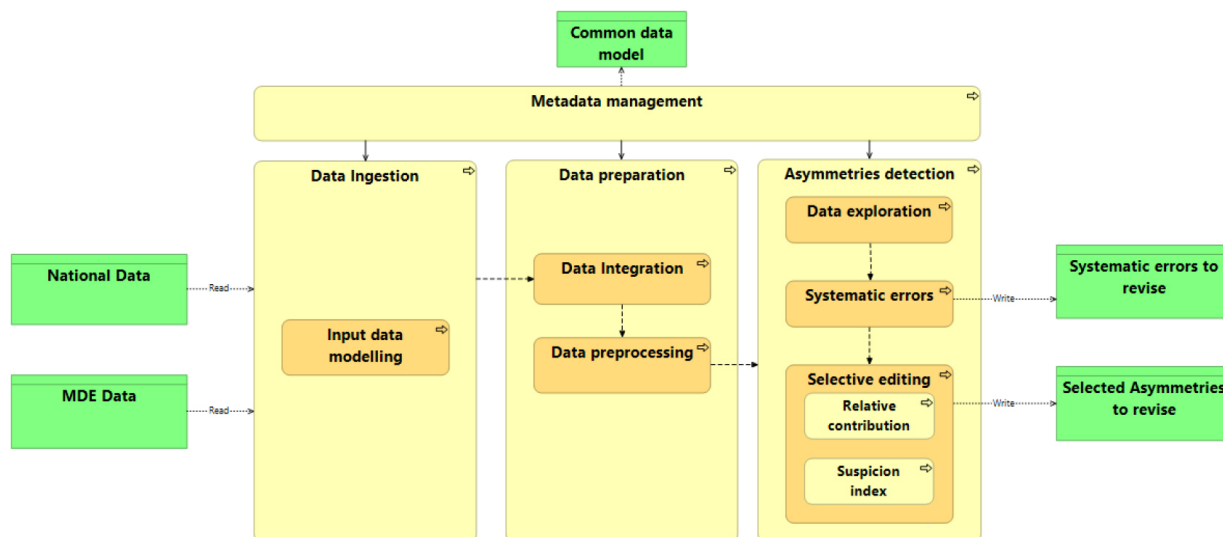 Common data
model
Metadata management
Data Ingestion
Data preparation
Asymmetries detection
Data exploration
National Data
Read
Data Integration
Systematic errors
Write
Systematic errors to
revise
Input data
modelling
Data preprocessing
MDE Data
Read
Selective editing
Relative
contribution
Write
Selected Asymmetries
to revise
Suspicion
index